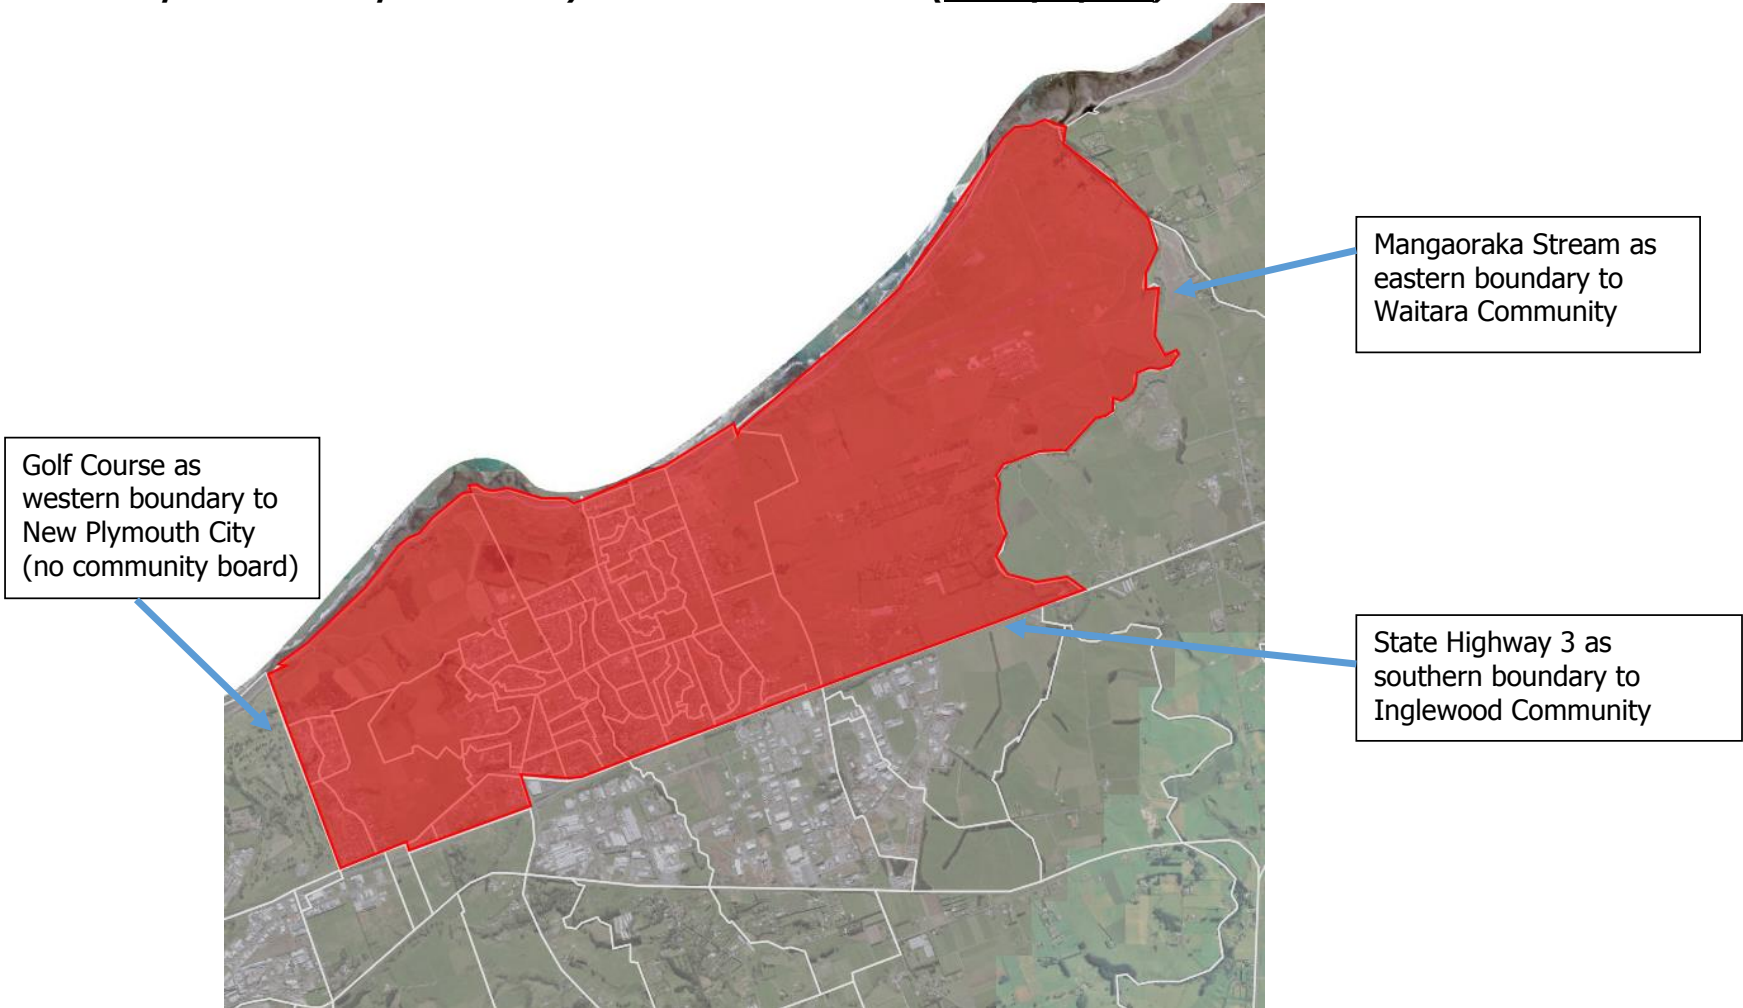 Golf Course as
western boundary to
New Plymouth City
(no community board)
Mangaoraka Stream as
eastern boundary to
Waitara Community
State Highway 3 as
southern boundary to
Inglewood Community